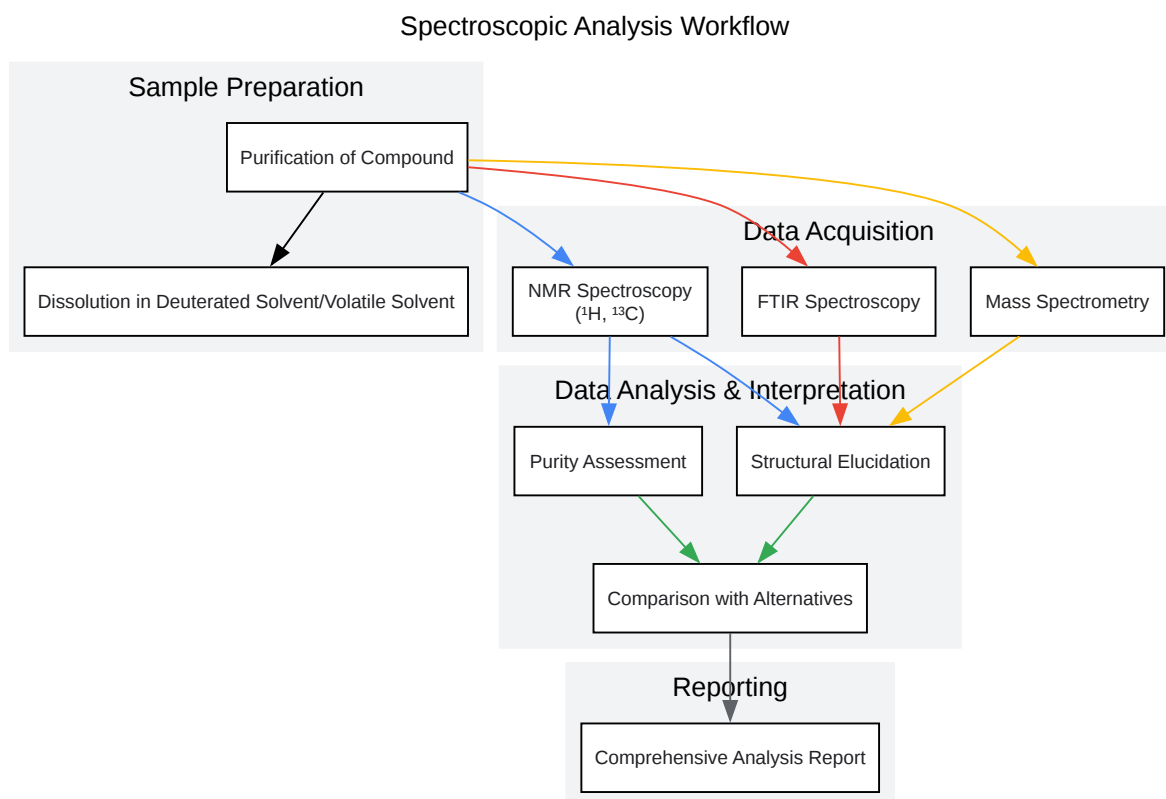 Spectroscopic Analysis Workflow
Sample Preparation
Purification of Compound
Data Acquisition
Dissolution in Deuterated Solvent/Volatile Solvent
NMR Spectroscopy
(¹H, ¹³C)
FTIR Spectroscopy
Mass Spectrometry
Data Analysis & Interpretation
Purity Assessment
Structural Elucidation
Comparison with Alternatives
Reporting
Comprehensive Analysis Report